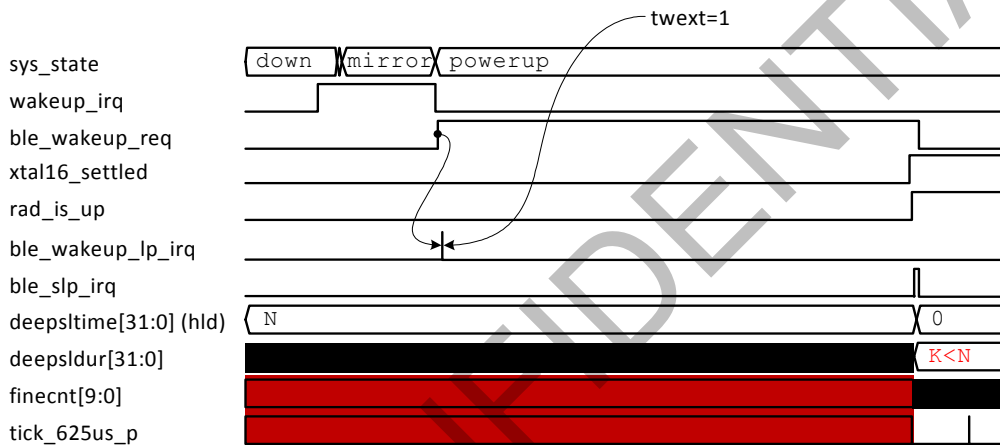 twext=1
sys_state down mirror powerup
wakeup_irq
ble_wakeup_req
xtal16_settled
rad_is_up
ble_wakeup_lp_irq
ble_slp_irq
deepsltime[31:0] (hld) N 0
deepsldur[31:0] K<N
finecnt[9:0]
tick_625us_p
NFIDENTIA